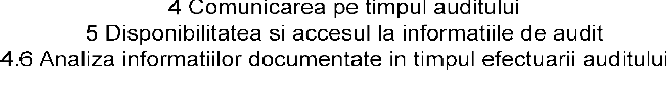 4 Comunicarea pe timpul auditului
5 Disponibilitatea si accesul la informatiile de audit
4.6 Analiza informatiilor documentate in timpul efectuarii auditului